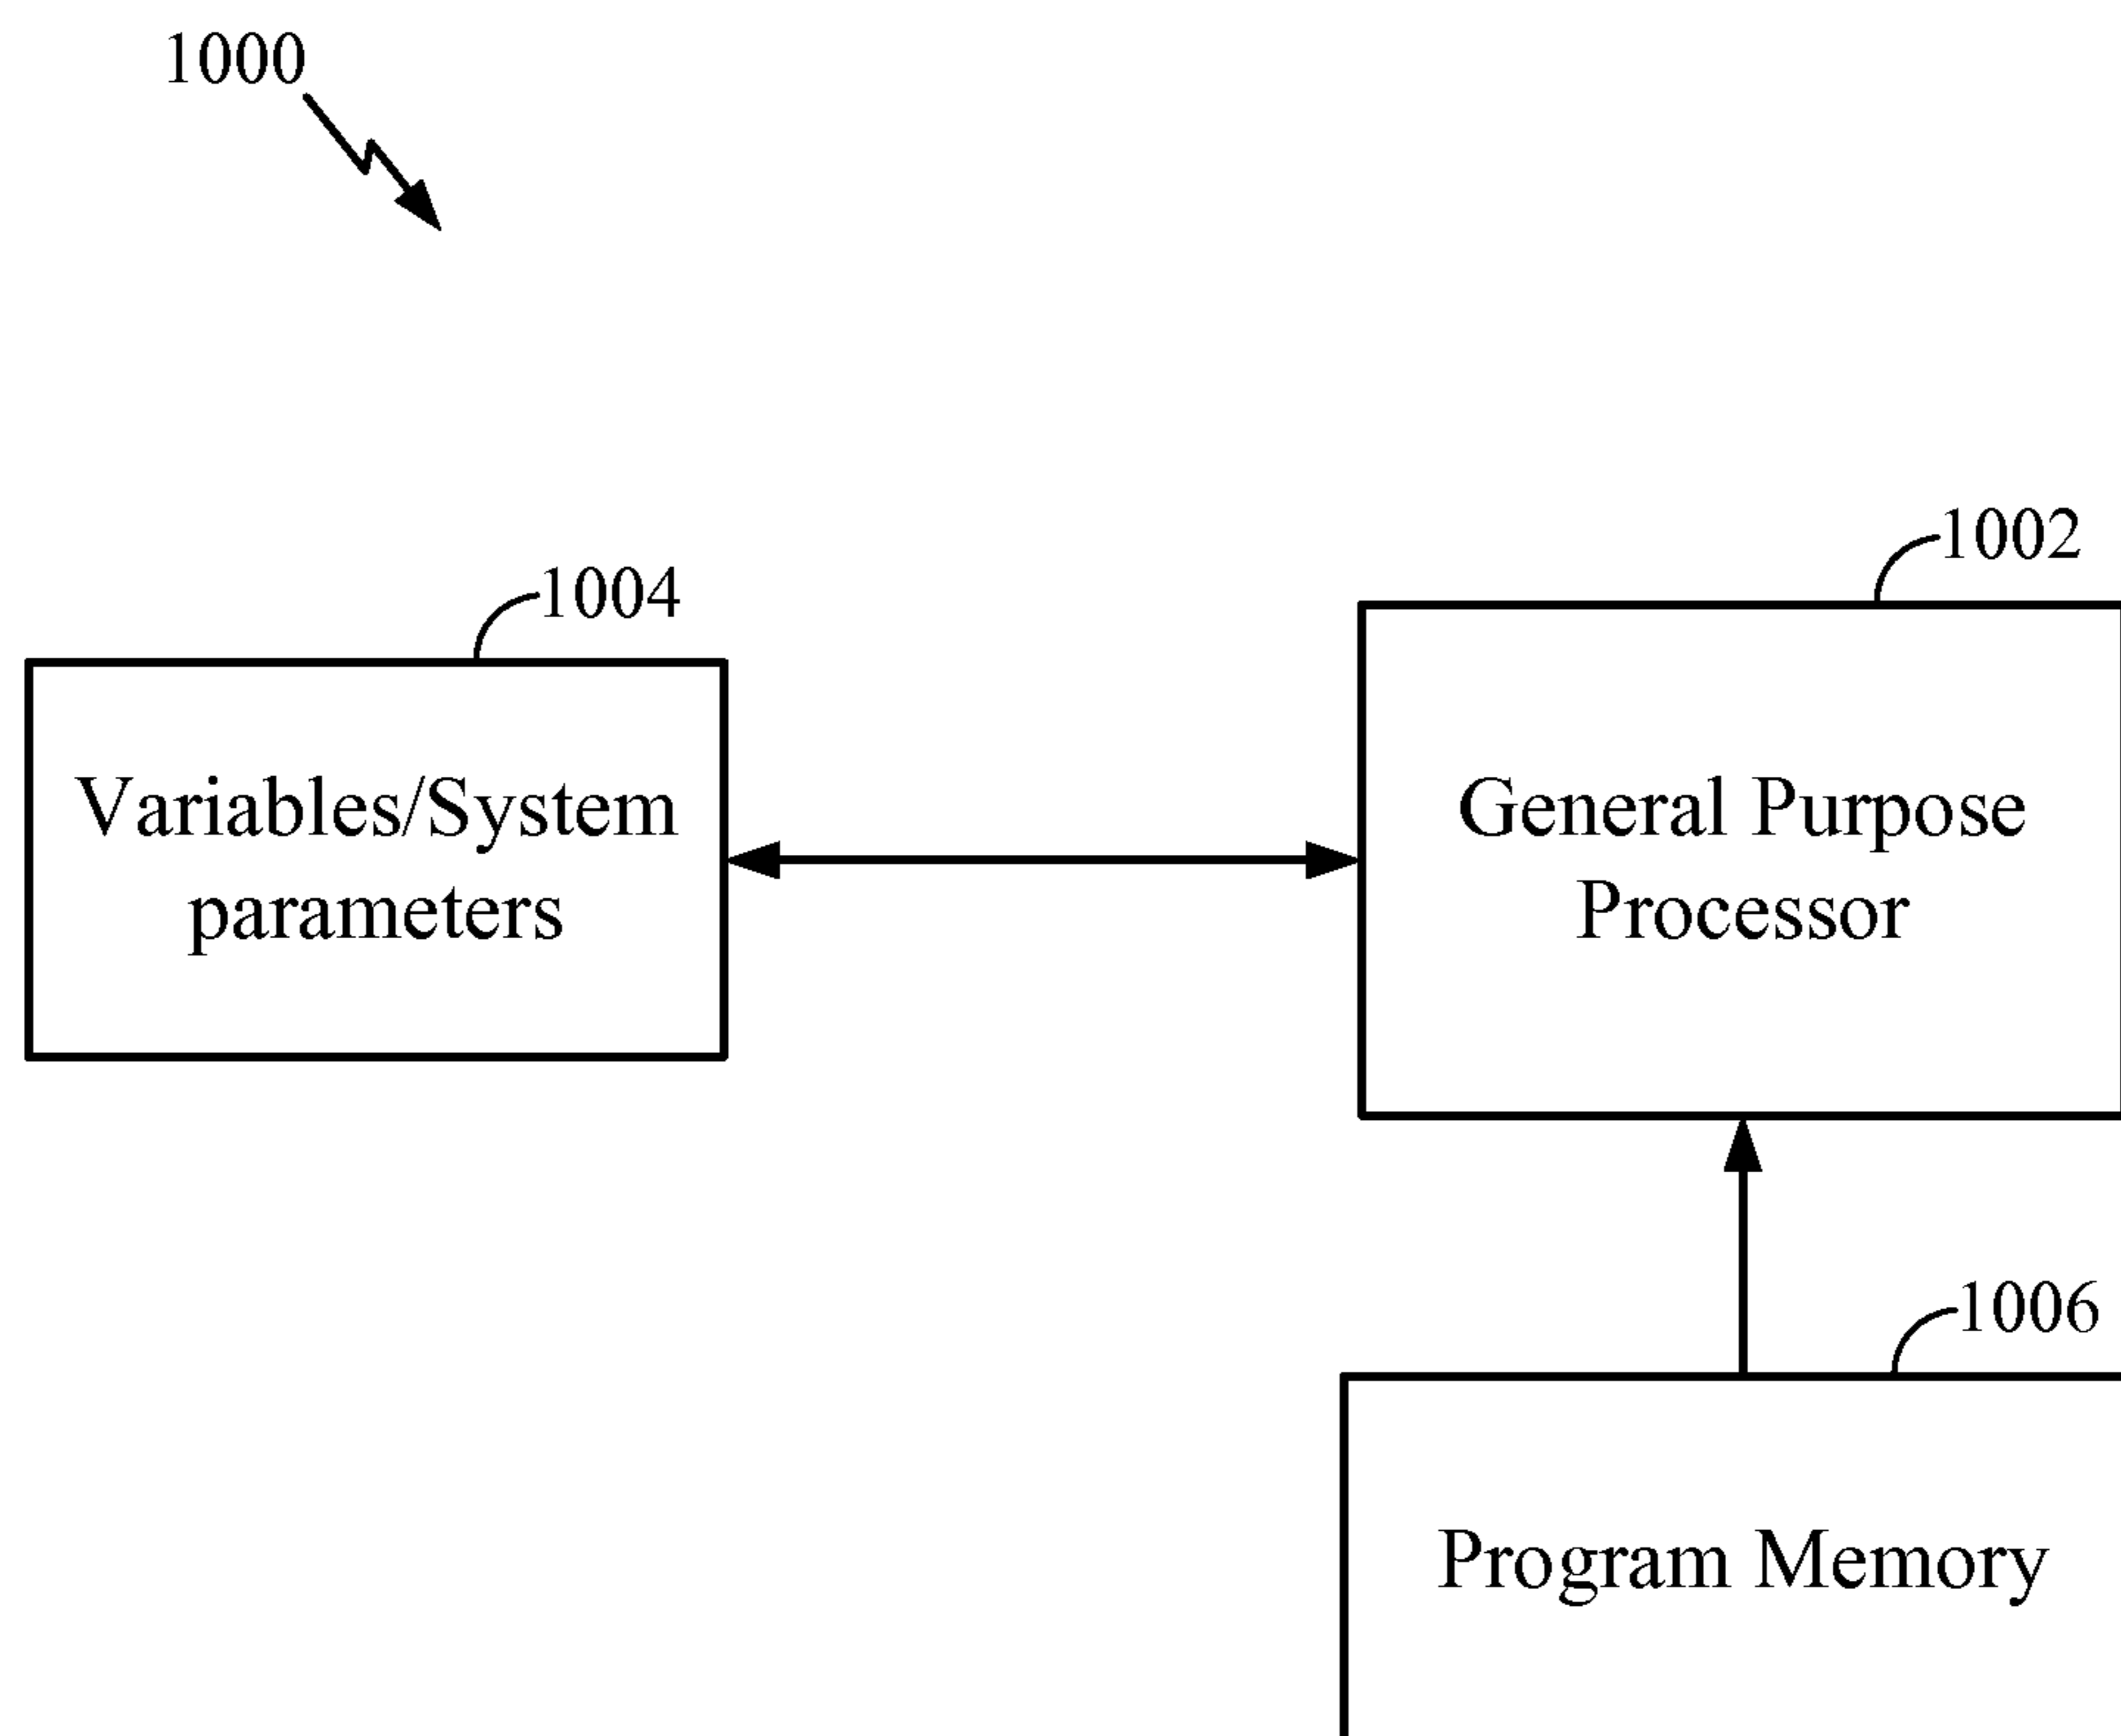 1000
1002
1004
Variables/System
parameters
General Purpose
Processor
1006
Program Memory